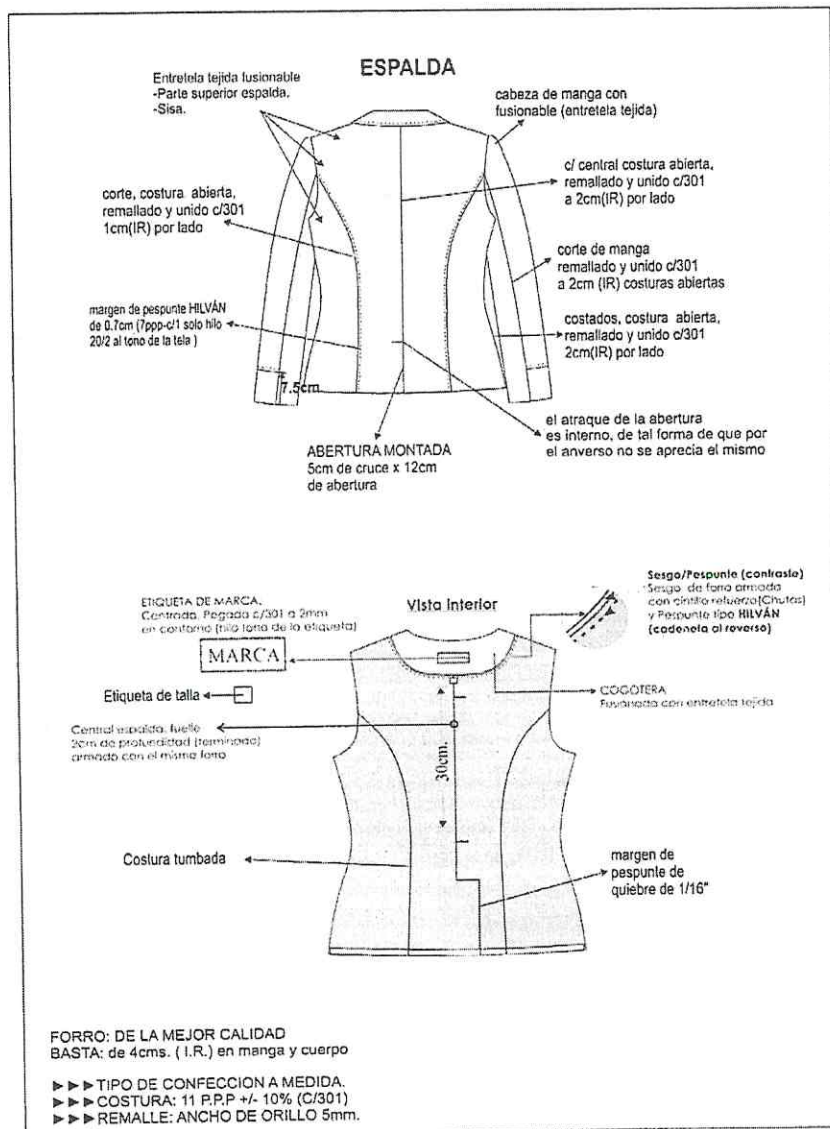 ESPALDA
Entretela tejida fusionable
-Parte superior espalda.
-Sisa.
cabeza de manga con
fusionable (entretela tejida)
c/ central costura abierta,
remallado y unido c/301
a 2cm(IR) por lado
corte, costura abierta,
remallado y unido c/301
1cm(IR) por lado
corte de manga
remallado y unido c/301
a 2cm (IR) costuras abiertas
margen de pespunte HILVÁN
de 0.7cm (7ppp-c/1 solo hilo
20/2 al tono de la tela )
costados, costura abierta,
remallado y unido c/301
2cm(IR) por lado
7.5cm
el atraque de la abertura
es interno, de tal forma de que por
el anverso no se aprecia el mismo
ABERTURA MONTADA
5cm de cruce x 12cm
de abertura
Sesgo/Pespunte (contraste)
Sesgo de forro armado
con cintillo refuerzo(Chutas)
y Pespunte tipo HILVÁN
(cadeneta al reverso)
ETIQUETA DE MARCA.
Centrada, Pegada c/301 a 2mm
en contorno (hilo tono de la etiqueta)
Vista Interior
MARCA
Etiqueta de talla
COGOTERA
Fusionada con entretela tejida
Central espalda, fuelle
2cm de profundidad (terminado)
armado con el mismo forro
30cm.
Costura tumbada
margen de
pespunte de
quiebre de 1/16"
FORRO: DE LA MEJOR CALIDAD
BASTA: de 4cms. ( I.R.) en manga y cuerpo
►►►TIPO DE CONFECCION A MEDIDA.
►►►COSTURA: 11 P.P.P +/- 10% (C/301)
►►►REMALLE: ANCHO DE ORILLO 5mm.